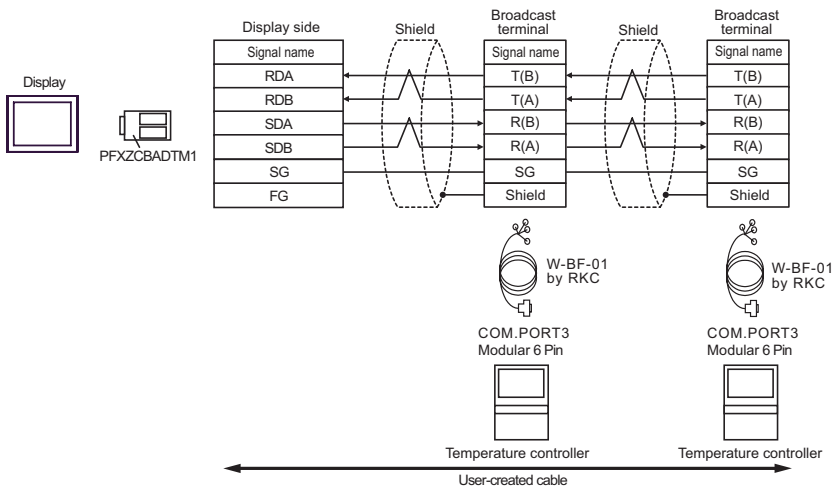 Display side
Shield
Broadcast
terminal
Shield
Broadcast
terminal
Signal name
Signal name
Signal name
Display
RDA
T(B)
T(B)
RDB
T(A)
T(A)
SDA
R(B)
R(B)
PFXZCBADTM1
SDB
R(A)
R(A)
SG
SG
SG
FG
Shield
Shield
W-BF-01
by RKC
W-BF-01
by RKC
COM.PORT3
Modular 6 Pin
COM.PORT3
Modular 6 Pin
Temperature controller
Temperature controller
User-created cable